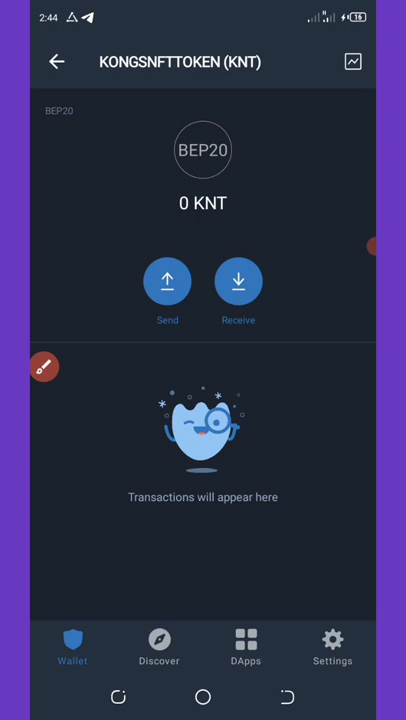 2:44
H
16
KONGSNFTTOKEN (KNT)
BEP20
BEP20
0 KNT
Send
Receive
Transactions will appear here
Wallet
Discover
DApps
Settings